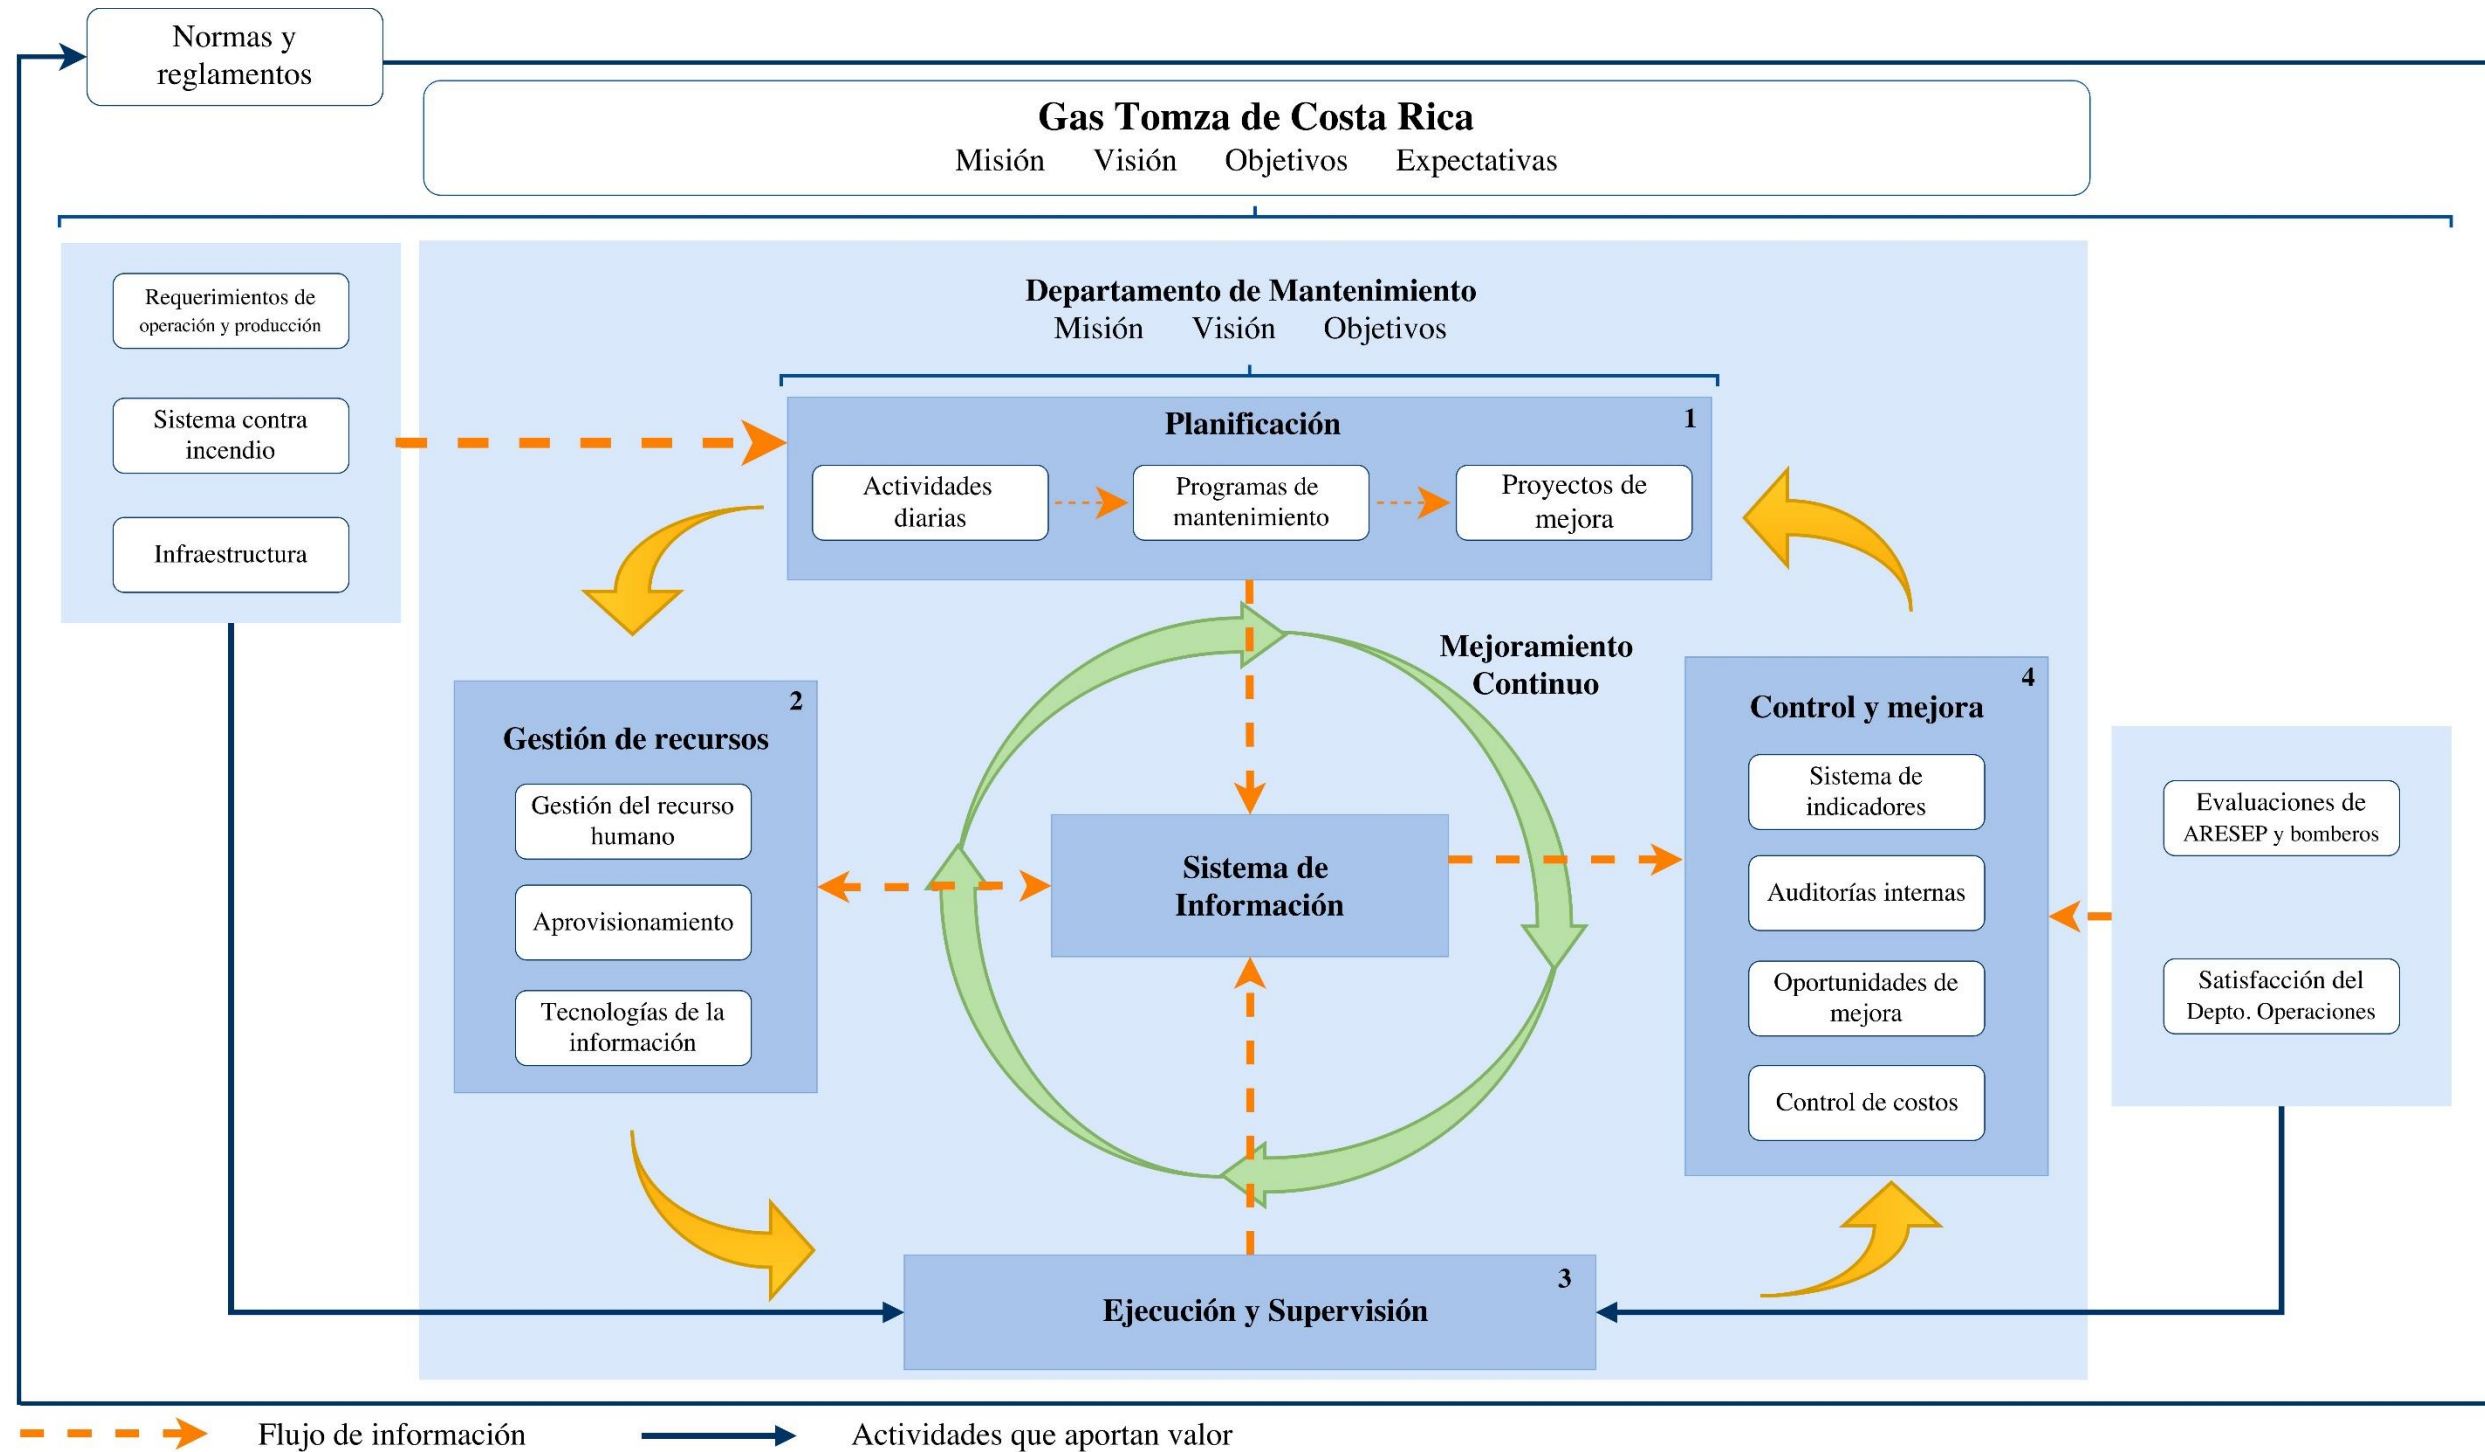 Normas y
reglamentos
Gas Tomza de Costa Rica
Misión Visión Objetivos Expectativas
Requerimientos de
operación y producción
Sistema contra
incendio
Infraestructura
Departamento de Mantenimiento
Misión Visión Objetivos
Planificación
1
Actividades
diarias
Programas de
mantenimiento
Proyectos de
mejora
Mejoramiento
Continuo
2
Gestión de recursos
Gestión del recurso
humano
Aprovisionamiento
Tecnologías de la
información
Sistema de
Información
4
Control y mejora
Sistema de
indicadores
Auditorías internas
Oportunidades de
mejora
Control de costos
Evaluaciones de
ARESEP y bomberos
Satisfacción del
Depto. Operaciones
3
Ejecución y Supervisión
Flujo de información
Actividades que aportan valor